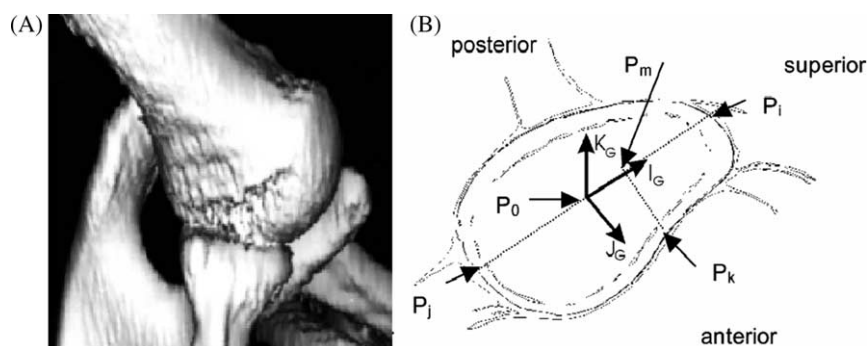 (A)
(B)
posterior
superior
anterior
P_m
P_i
K_G
I_G
P_0
J_G
P_j
P_k